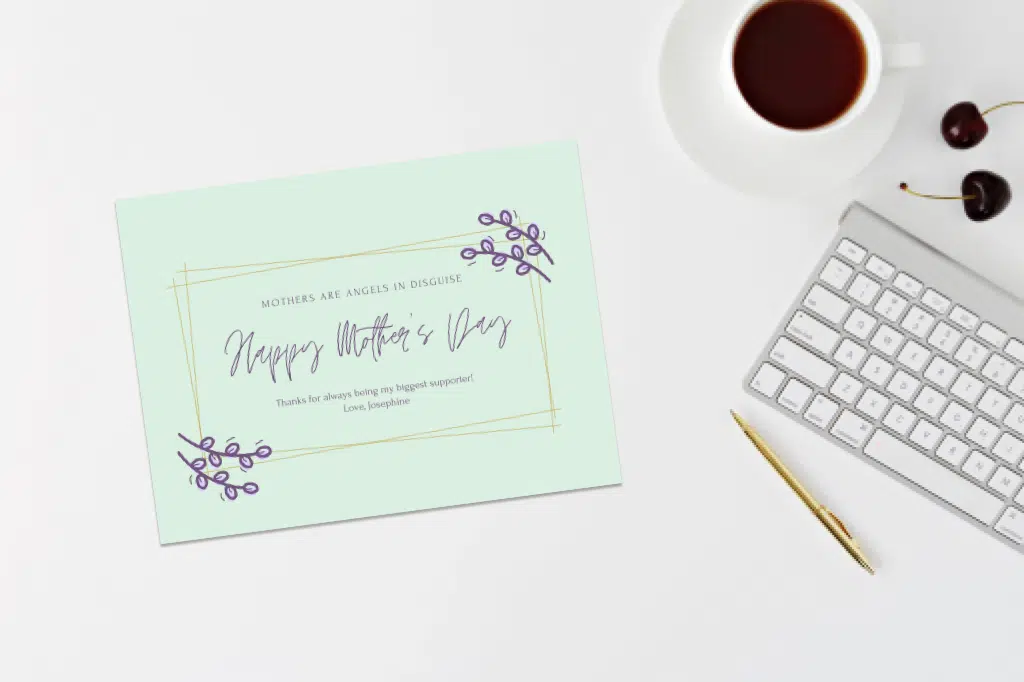 MOTHERS ARE ANGELS IN DISGUISE
Happy Mother's Day
Thanks for always being my biggest supporter!
Love, Josephine